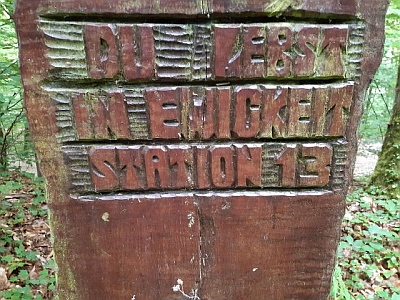 DU LEBST
IN EWIGKEIT
STATION 13